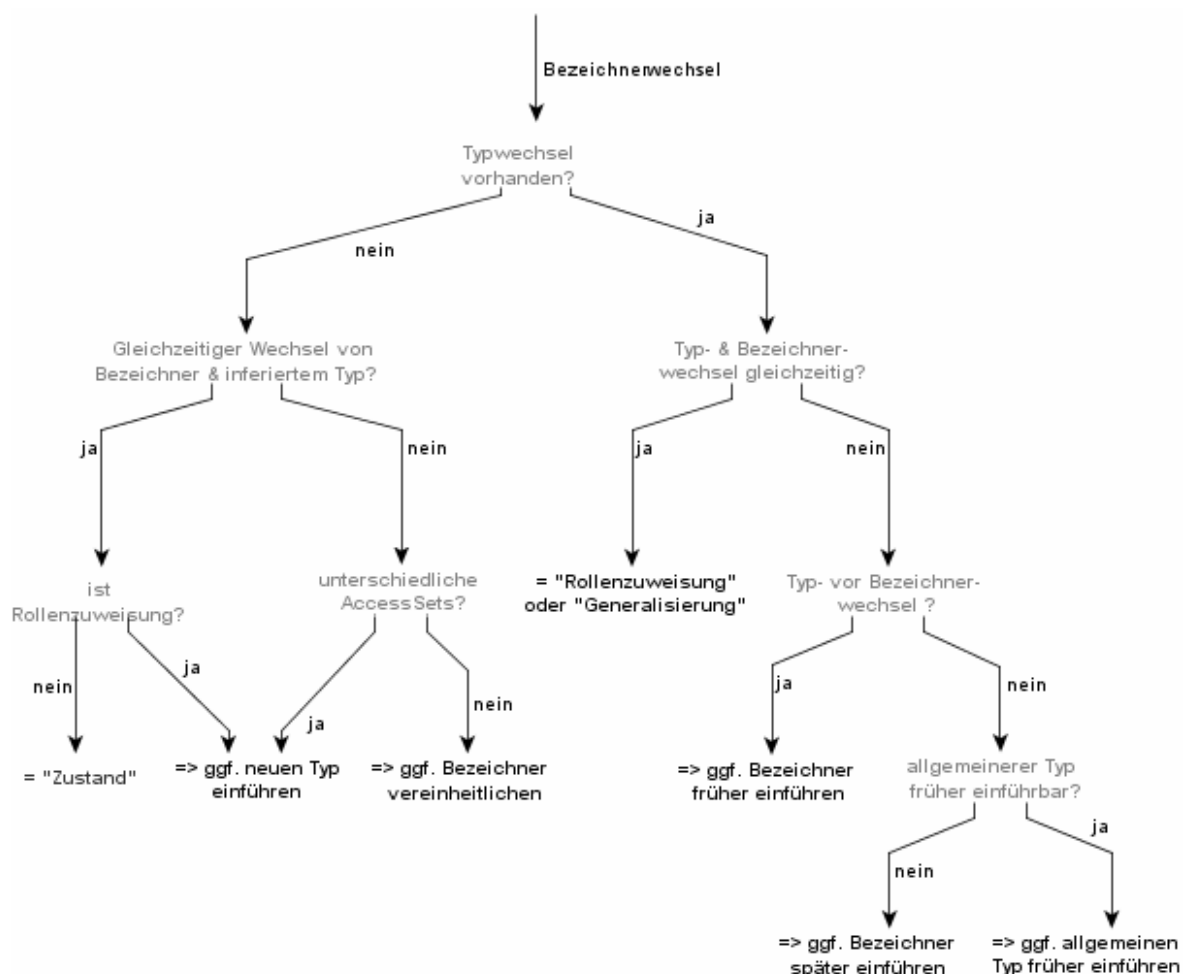 Bezeichnerwechsel
Typwechsel
vorhanden?
nein
ja
Gleichzeitiger Wechsel von
Bezeichner & inferiertem Typ?
Typ- & Bezeichner-
wechsel gleichzeitig?
ja
nein
ja
nein
ist
Rollenzuweisung?
unterschiedliche
AccessSets?
= "Rollenzuweisung"
oder "Generalisierung"
Typ- vor Bezeichner-
wechsel ?
nein
ja
ja
nein
ja
nein
= "Zustand"
=> ggf. neuen Typ
einführen
=> ggf. Bezeichner
vereinheitlichen
=> ggf. Bezeichner
früher einführen
allgemeinerer Typ
früher einführbar?
nein
ja
=> ggf. Bezeichner
später einführen
=> ggf. allgemeinen
Typ früher einführen